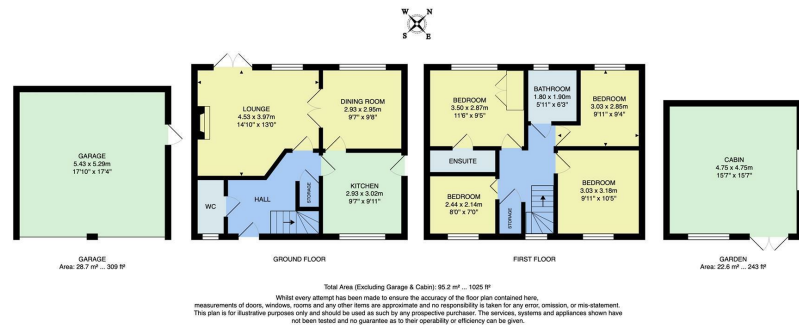 W N
S E
GARAGE
5.43 x 5.29m
17'10" x 17'4"
GARAGE
Area: 28.7 m² ... 309 ft²
LOUNGE
4.53 x 3.97m
14'10" x 13'0"
DINING ROOM
2.93 x 2.95m
9'7" x 9'8"
KITCHEN
2.93 x 3.02m
9'7" x 9'11"
STORAGE
HALL
WC
GROUND FLOOR
BEDROOM
3.50 x 2.87m
11'6" x 9'5"
BATHROOM
1.80 x 1.90m
5'11" x 6'3"
BEDROOM
3.03 x 2.85m
9'11" x 9'4"
ENSUITE
BEDROOM
2.44 x 2.14m
8'0" x 7'0"
STORAGE
BEDROOM
3.03 x 3.18m
9'11" x 10'5"
FIRST FLOOR
CABIN
4.75 x 4.75m
15'7" x 15'7"
GARDEN
Area: 22.6 m² ... 243 ft²
Total Area (Excluding Garage & Cabin): 95.2 m² ... 1025 ft²
Whilst every attempt has been made to ensure the accuracy of the floor plan contained here,
measurements of doors, windows, rooms and any other items are approximate and no responsibility is taken for any error, omission, or mis-statement.
This plan is for illustrative purposes only and should be used as such by any prospective purchaser. The services, systems and appliances shown have
not been tested and no guarantee as to their operability or efficiency can be given.